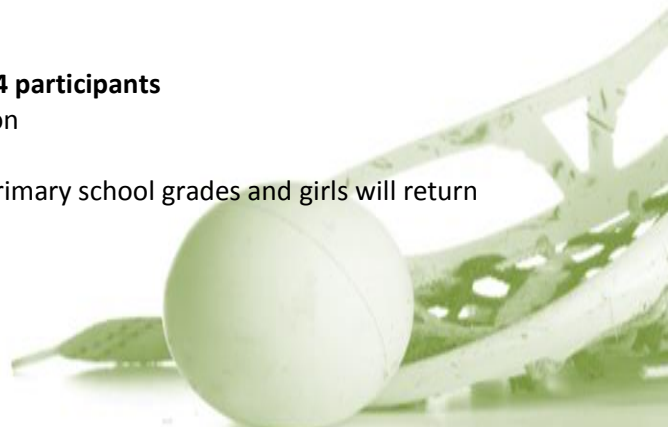 4 participants
on
rimary school grades and girls will return